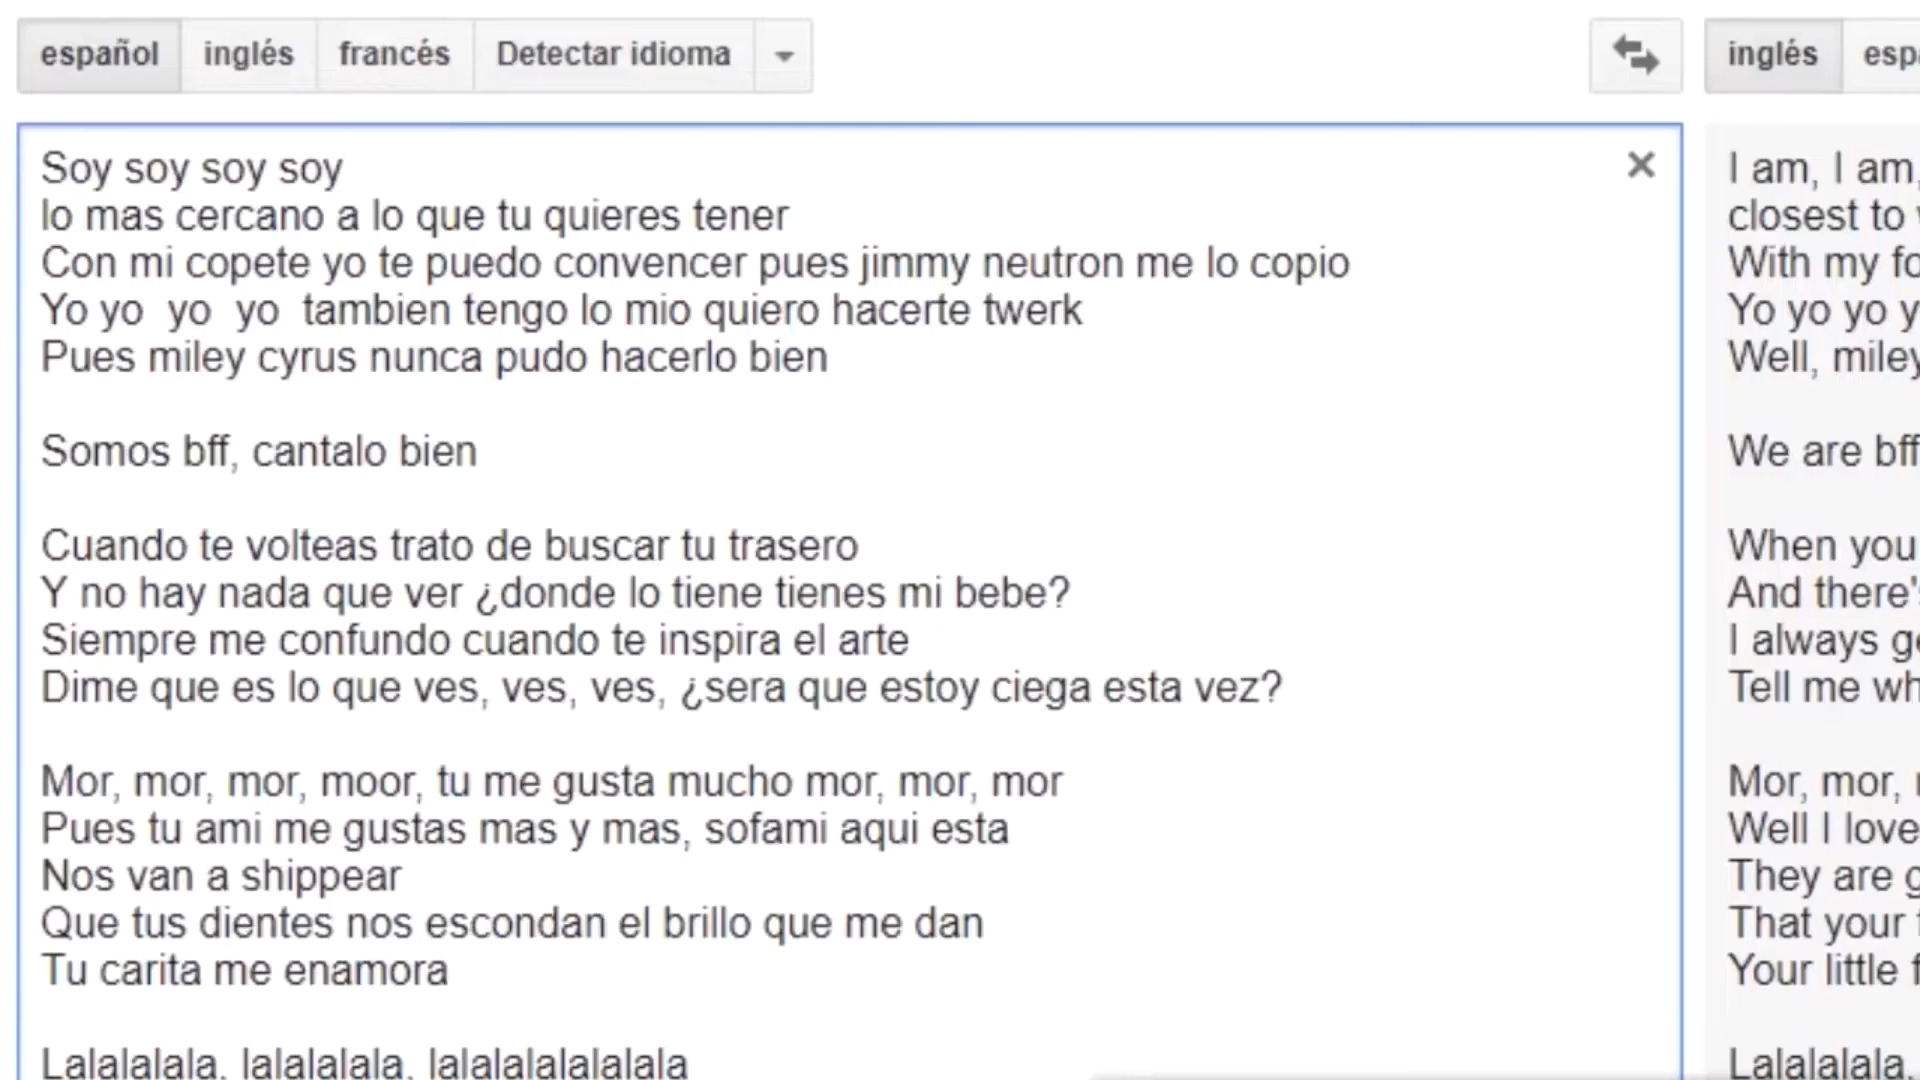 español inglés francés Detectar idioma inglés
Soy soy soy soy
lo mas cercano a lo que tu quieres tener
Con mi copete yo te puedo convencer pues jimmy neutron me lo copio
Yo yo  yo  yo  tambien tengo lo mio quiero hacerte twerk
Pues miley cyrus nunca pudo hacerlo bien
Somos bff, cantalo bien
Cuando te volteas trato de buscar tu trasero
Y no hay nada que ver ¿donde lo tiene tienes mi bebe?
Siempre me confundo cuando te inspira el arte
Dime que es lo que ves, ves, ves, ¿sera que estoy ciega esta vez?
Mor, mor, mor, moor, tu me gusta mucho mor, mor, mor
Pues tu ami me gustas mas y mas, sofami aqui esta
Nos van a shippear
Que tus dientes nos escondan el brillo que me dan
Tu carita me enamora
Lalalalala, lalalalala, lalalalalalalala
I am, I am,
closest to
With my
Yo yo yo
Well, miley
We are bff
When you
And there's
I always
Tell me
Mor, mor,
Well I love
They are
That your
Your little
Lalalalala,